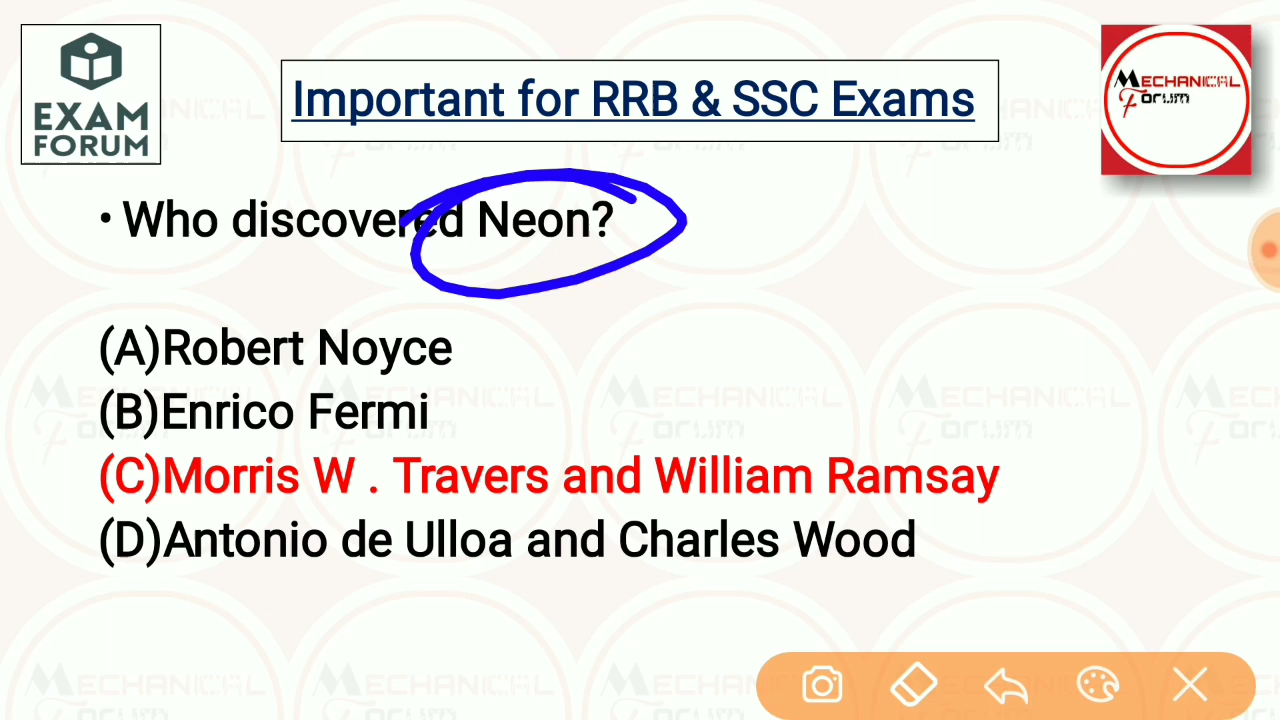 EXAM
FORUM
Important for RRB & SSC Exams
MECHANICAL
Forum
• Who discovered Neon?
(A)Robert Noyce
(B)Enrico Fermi
(C)Morris W . Travers and William Ramsay
(D)Antonio de Ulloa and Charles Wood